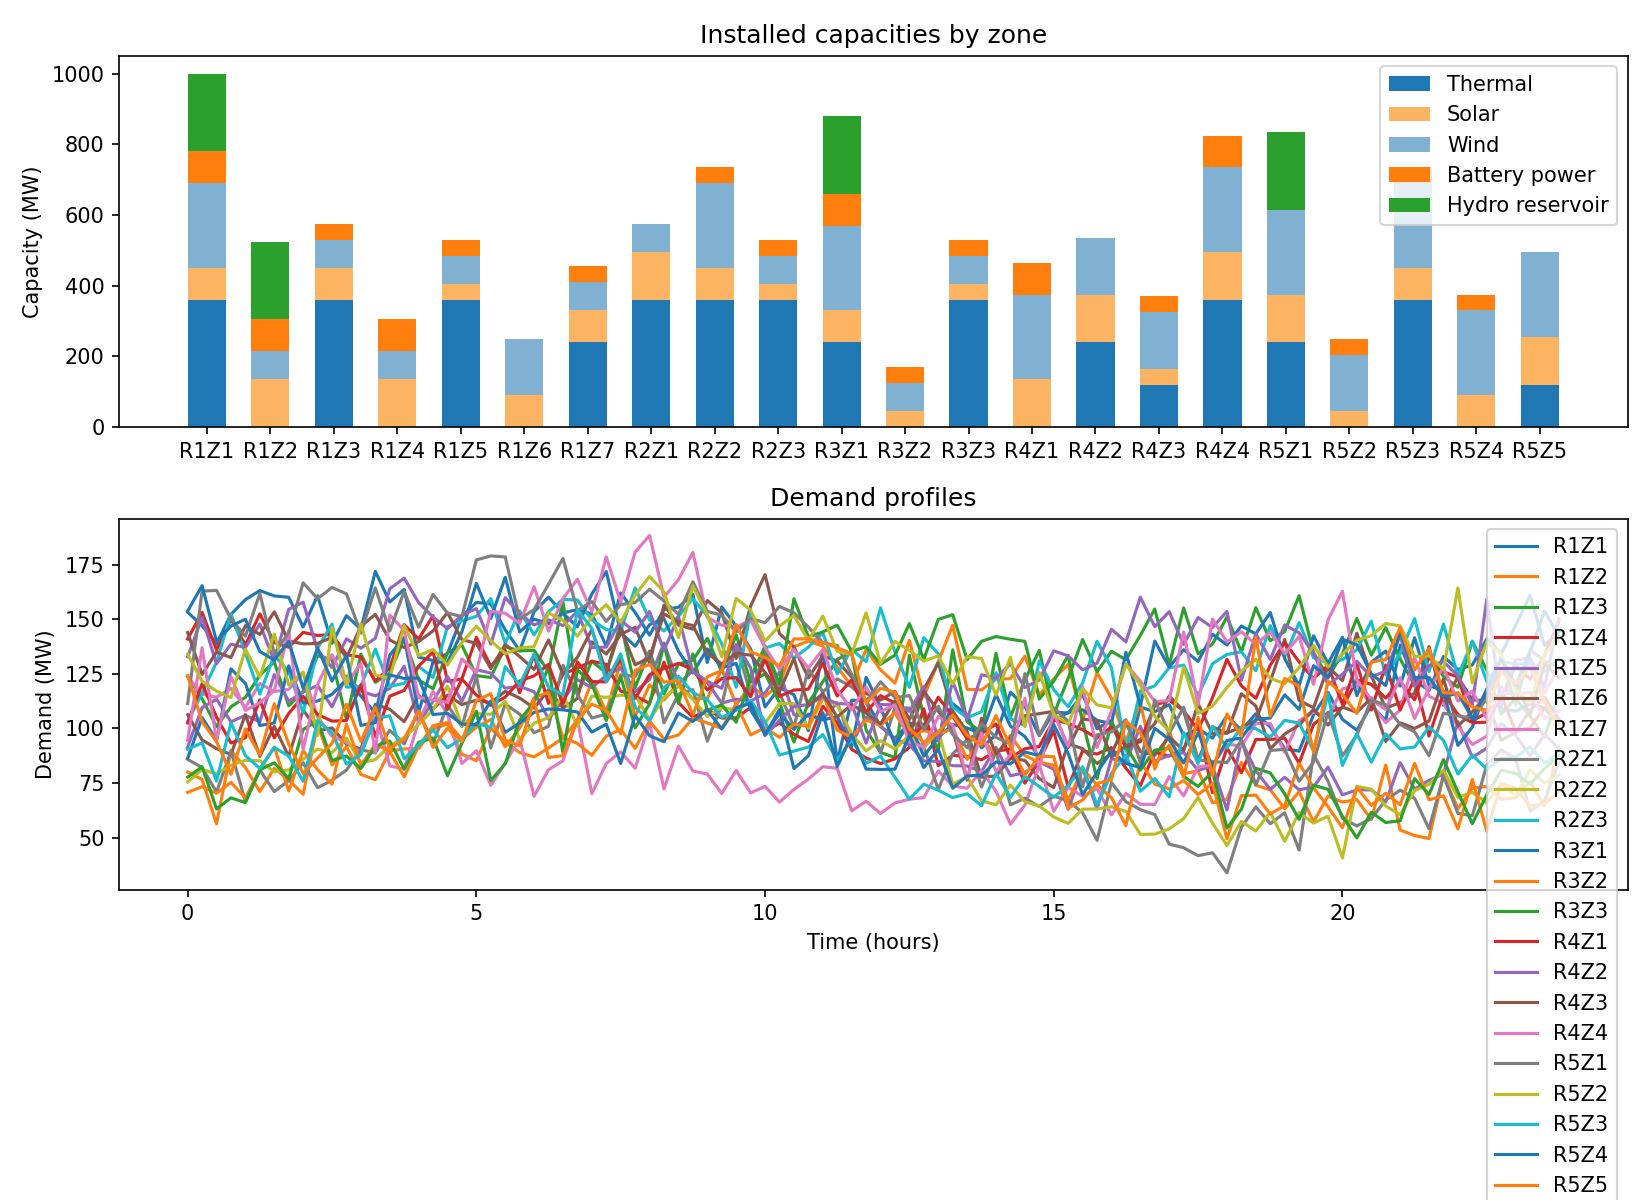 Installed capacities by zone
Capacity (MW)
1000
800
600
400
200
0
Thermal
Solar
Wind
Battery power
Hydro reservoir
R1Z1 R1Z2 R1Z3 R1Z4 R1Z5 R1Z6 R1Z7 R2Z1 R2Z2 R2Z3 R3Z1 R3Z2 R3Z3 R4Z1 R4Z2 R4Z3 R4Z4 R5Z1 R5Z2 R5Z3 R5Z4 R5Z5
Demand profiles
Demand (MW)
175
150
125
100
75
50
0 5 10 15 20
Time (hours)
R1Z1
R1Z2
R1Z3
R1Z4
R1Z5
R1Z6
R1Z7
R2Z1
R2Z2
R2Z3
R3Z1
R3Z2
R3Z3
R4Z1
R4Z2
R4Z3
R4Z4
R5Z1
R5Z2
R5Z3
R5Z4
R5Z5